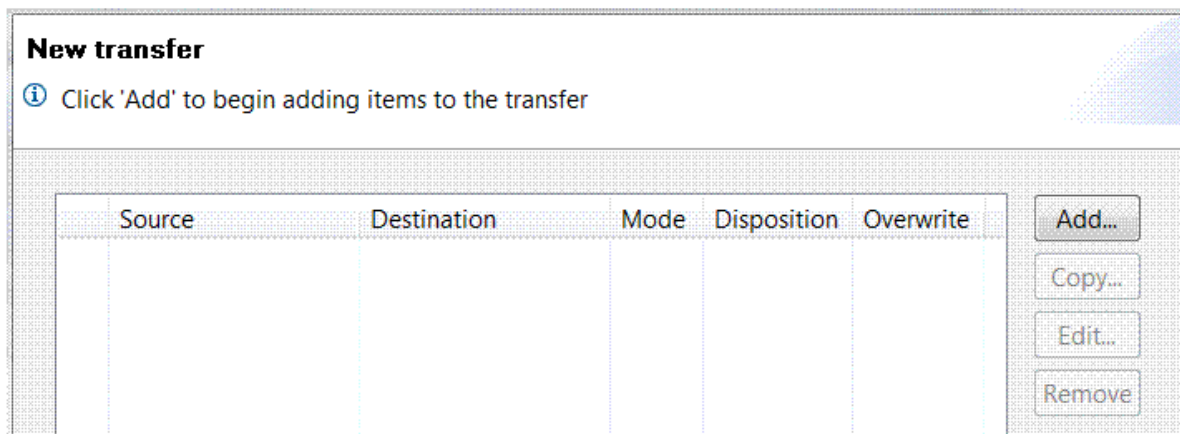 New transfer
Click 'Add' to begin adding items to the transfer
Source Destination Mode Disposition Overwrite
Add...
Copy...
Edit...
Remove